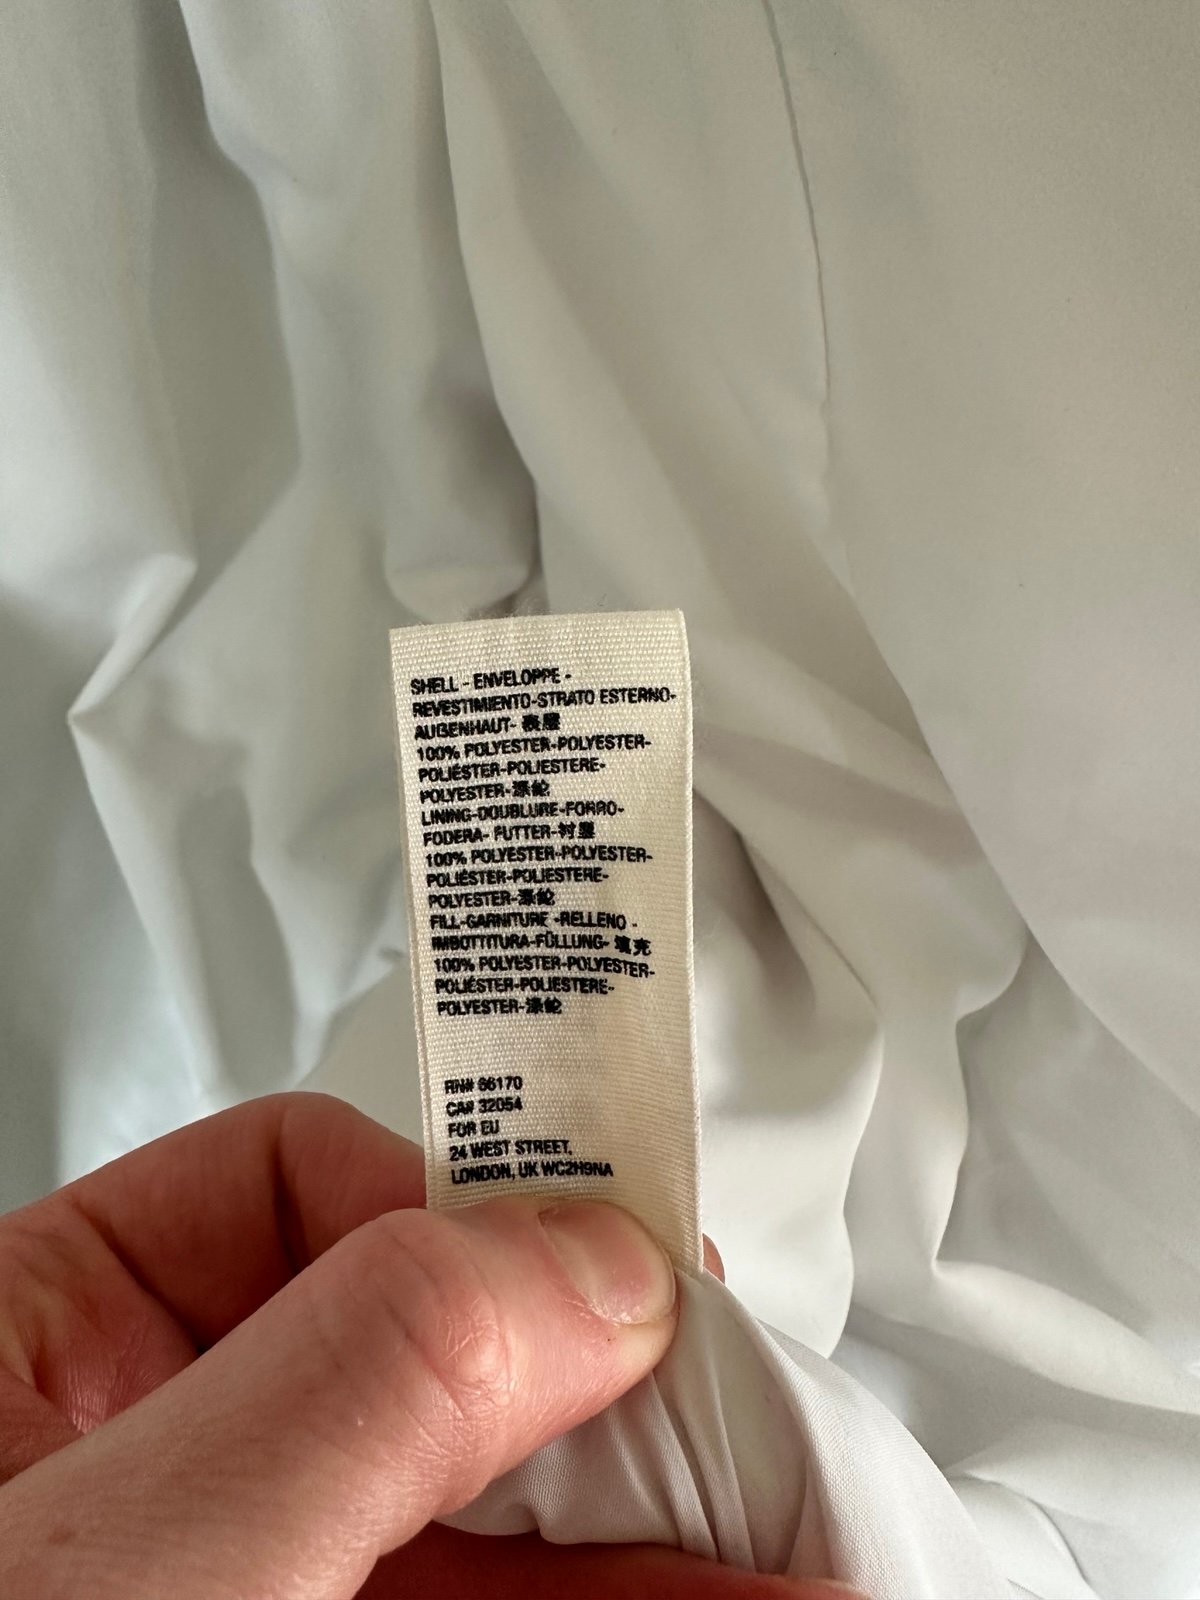 SHELL - ENVELOPPE -
REVESTIMIENTO-STRATO ESTERNO-
AUßENHAUT- 表層
100% POLYESTER-POLYESTER-
POLIÉSTER-POLIESTERE-
POLYESTER-涤纶
LINING-DOUBLURE-FORRO-
FODERA- FUTTER-衬里
100% POLYESTER-POLYESTER-
POLIÉSTER-POLIESTERE-
POLYESTER-涤纶
FILL-GARNITURE -RELLENO -
IMBOTTITURA-FÜLLUNG- 填充
100% POLYESTER-POLYESTER-
POLIÉSTER-POLIESTERE-
POLYESTER-涤纶
RN# 66170
CA# 32054
FOR EU
24 WEST STREET,
LONDON, UK WC2H9NA